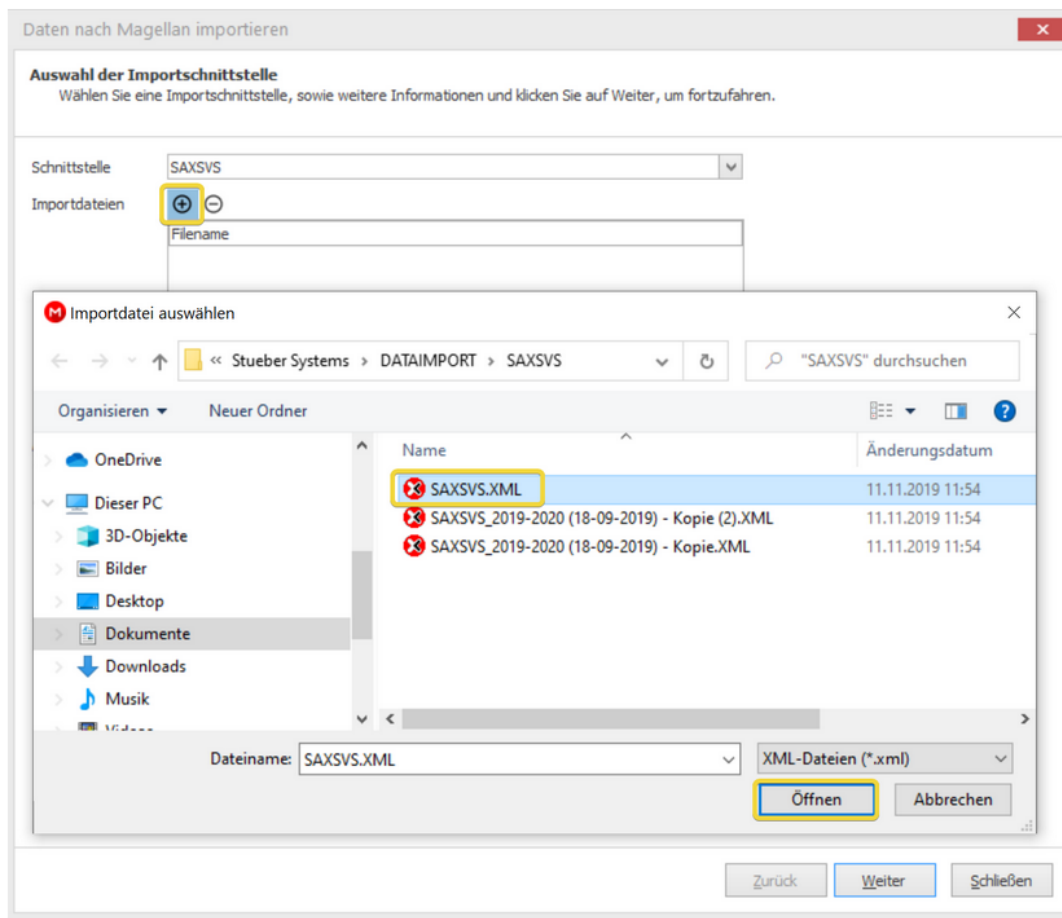 Daten nach Magellan importieren
Auswahl der Importschnittstelle
Wählen Sie eine Importschnittstelle, sowie weitere Informationen und klicken Sie auf Weiter, um fortzufahren.
Schnittstelle SAXSVS
Importdateien
Filename
Importdatei auswählen
« Stueber Systems > DATAIMPORT > SAXSVS "SAXSVS" durchsuchen
Organisieren Neuer Ordner
Name Änderungsdatum
OneDrive
SAXSVS.XML 11.11.2019 11:54
Dieser PC
SAXSVS_2019-2020 (18-09-2019) - Kopie (2).XML 11.11.2019 11:54
3D-Objekte
SAXSVS_2019-2020 (18-09-2019) - Kopie.XML 11.11.2019 11:54
Bilder
Desktop
Dokumente
Downloads
Musik
Dateiname: SAXSVS.XML XML-Dateien (*.xml)
Öffnen Abbrechen
Zurück Weiter Schließen